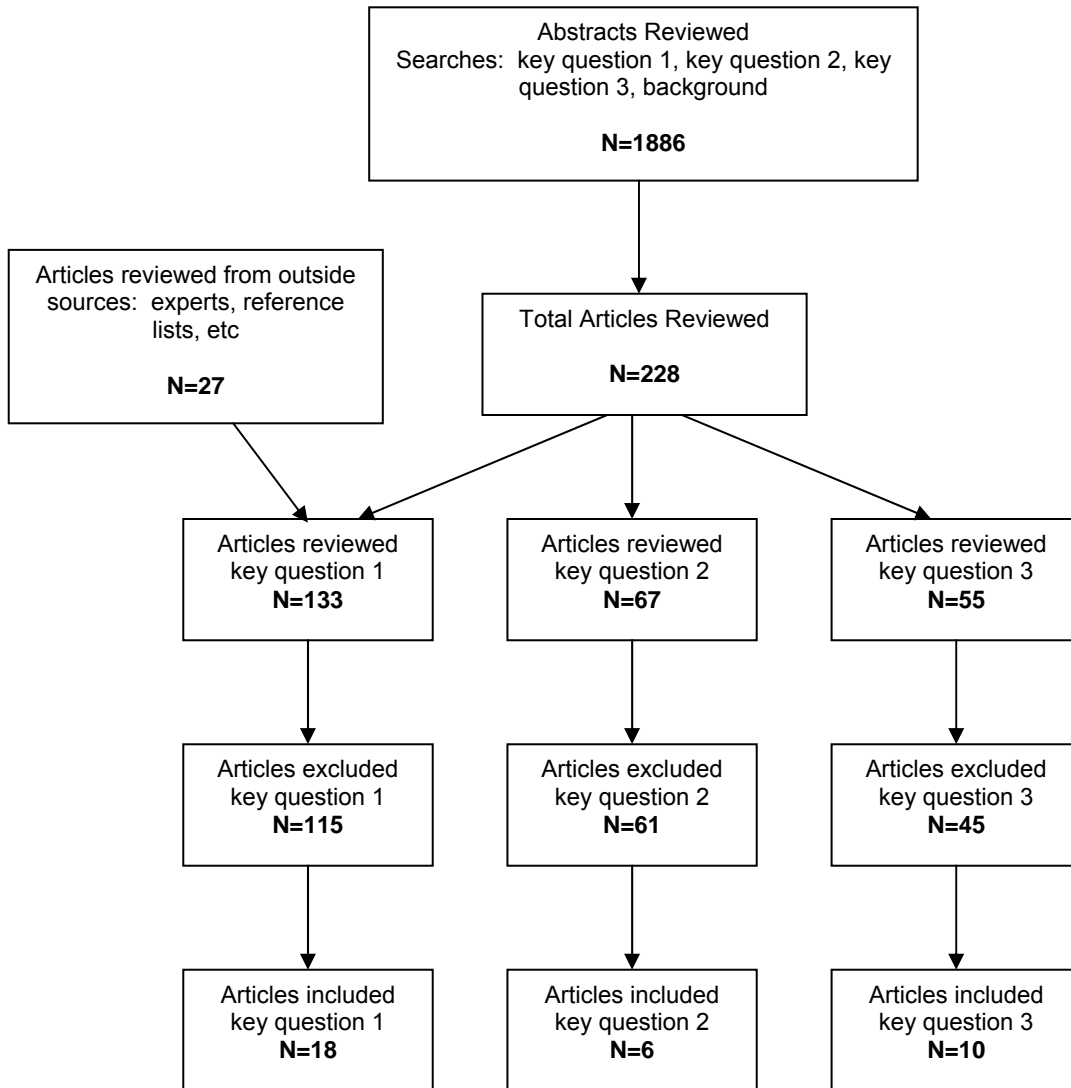 Abstracts Reviewed
Searches:  key question 1, key question 2, key
question 3, background
N=1886
Articles reviewed from outside
sources:  experts, reference
lists, etc
N=27
Total Articles Reviewed
N=228
Articles reviewed
key question 1
N=133
Articles reviewed
key question 2
N=67
Articles reviewed
key question 3
N=55
Articles excluded
key question 1
N=115
Articles excluded
key question 2
N=61
Articles excluded
key question 3
N=45
Articles included
key question 1
N=18
Articles included
key question 2
N=6
Articles included
key question 3
N=10